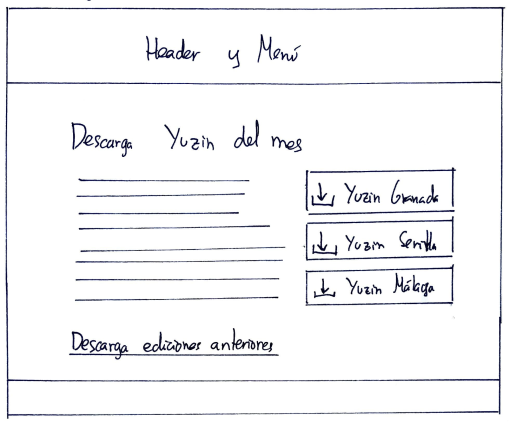 Header y Menú
Descarga Yuzin del mes
Yuzin Granada
Yuzin Sevilla
Yuzin Málaga
Descarga ediciones anteriores